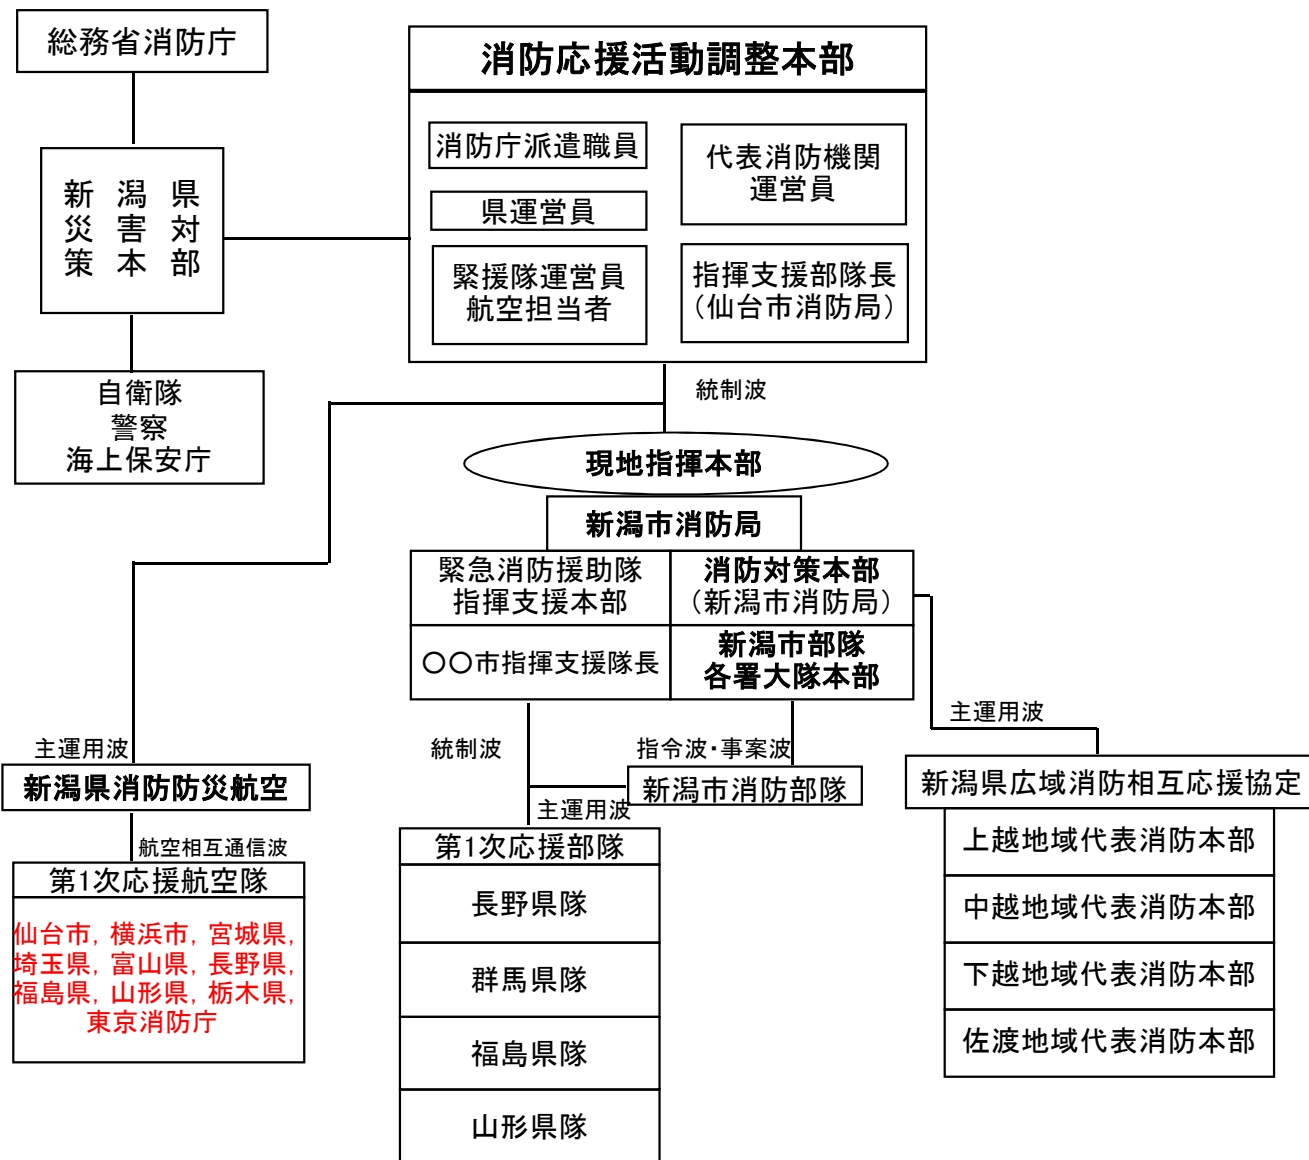 総務省消防庁
新潟県
災害対
策本部
自衛隊
警察
海上保安庁
消防応援活動調整本部
消防庁派遣職員
県運営員
緊援隊運営員
航空担当者
代表消防機関
運営員
指揮支援部隊長
（仙台市消防局）
統制波
現地指揮本部
新潟市消防局
緊急消防援助隊
指揮支援本部
消防対策本部
（新潟市消防局）
〇〇市指揮支援隊長
新潟市部隊
各署大隊本部
主運用波
新潟県消防防災航空
航空相互通信波
第1次応援航空隊
仙台市，横浜市，宮城県，
埼玉県，富山県，長野県，
福島県，山形県，栃木県，
東京消防庁
統制波
指令波・事案波
新潟市消防部隊
主運用波
第1次応援部隊
長野県隊
群馬県隊
福島県隊
山形県隊
主運用波
新潟県広域消防相互応援協定
上越地域代表消防本部
中越地域代表消防本部
下越地域代表消防本部
佐渡地域代表消防本部